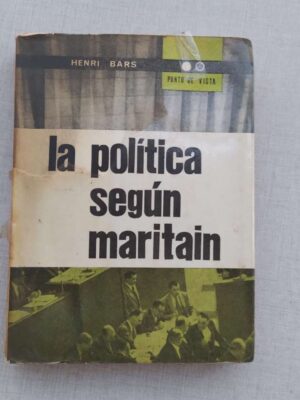 HENRI BARS
PUNTO DE VISTA
la política
según
maritain